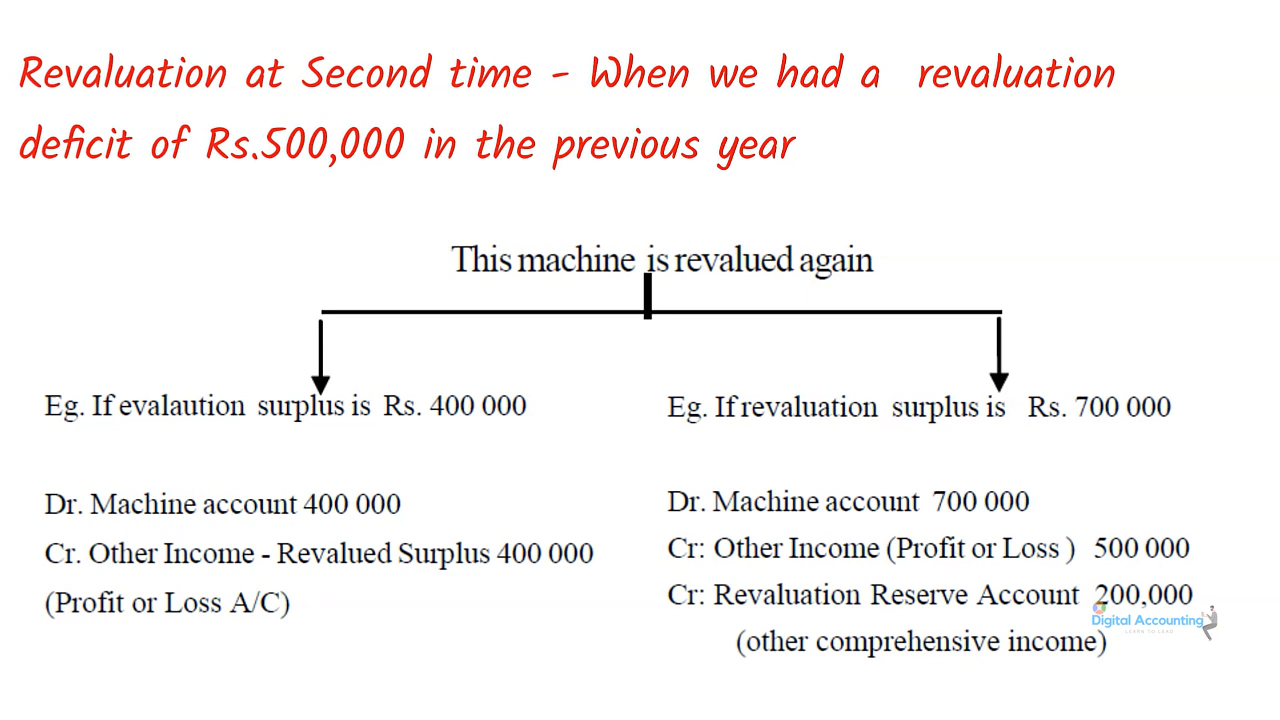 Revaluation at Second time - When we had a revaluation
deficit of Rs.500,000 in the previous year
This machine is revalued again
Eg. If evalaution surplus is Rs. 400 000
Dr. Machine account 400 000
Cr. Other Income - Revalued Surplus 400 000
(Profit or Loss A/C)
Eg. If revaluation surplus is Rs. 700 000
Dr. Machine account 700 000
Cr: Other Income (Profit or Loss ) 500 000
Cr: Revaluation Reserve Account 200,000
(other comprehensive income)
Digital Accounting
LEARN TO LEAD